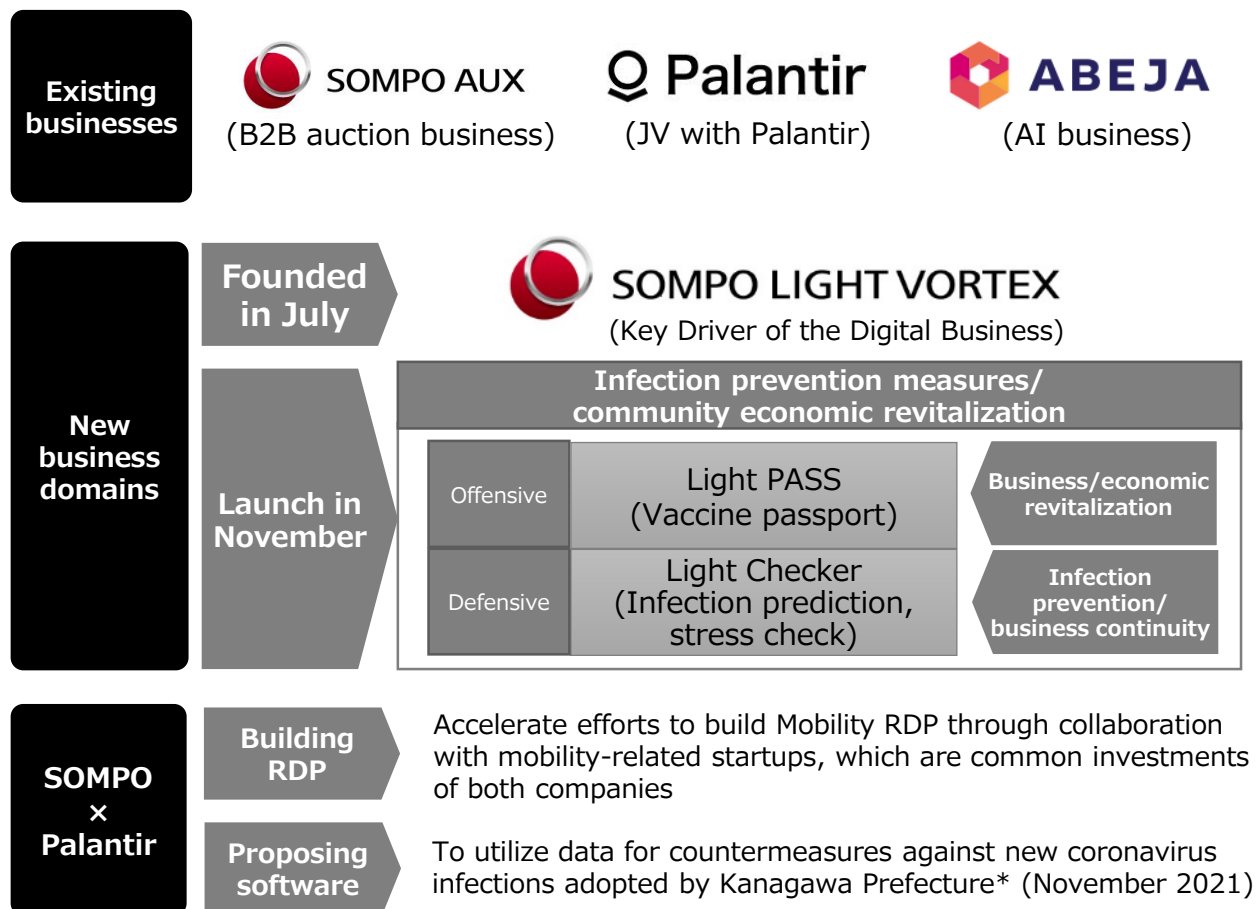 Existing
businesses
SOMPO AUX
(B2B auction business)
Palantir
(JV with Palantir)
ABEJA
(AI business)
New
business
domains
Founded
in July
SOMPO LIGHT VORTEX
(Key Driver of the Digital Business)
Launch in
November
Infection prevention measures/
community economic revitalization
Offensive
Light PASS
(Vaccine passport)
Business/economic
revitalization
Defensive
Light Checker
(Infection prediction,
stress check)
Infection
prevention/
business continuity
SOMPO
×
Palantir
Building
RDP
Accelerate efforts to build Mobility RDP through collaboration
with mobility-related startups, which are common investments
of both companies
Proposing
software
To utilize data for countermeasures against new coronavirus
infections adopted by Kanagawa Prefecture* (November 2021)